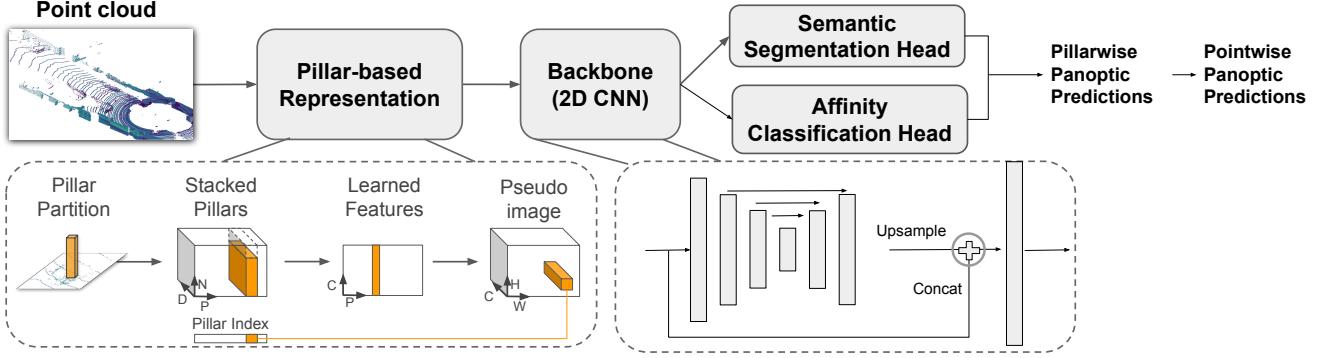 Point cloud
Pillar-based
Representation
Backbone
(2D CNN)
Semantic
Segmentation Head
Affinity
Classification Head
Pillarwise
Panoptic
Predictions
Pointwise
Panoptic
Predictions
Pillar
Partition
Stacked
Pillars
Learned
Features
Pseudo
image
N
D
P
C
P
H
C
W
Pillar Index
Upsample
Concat